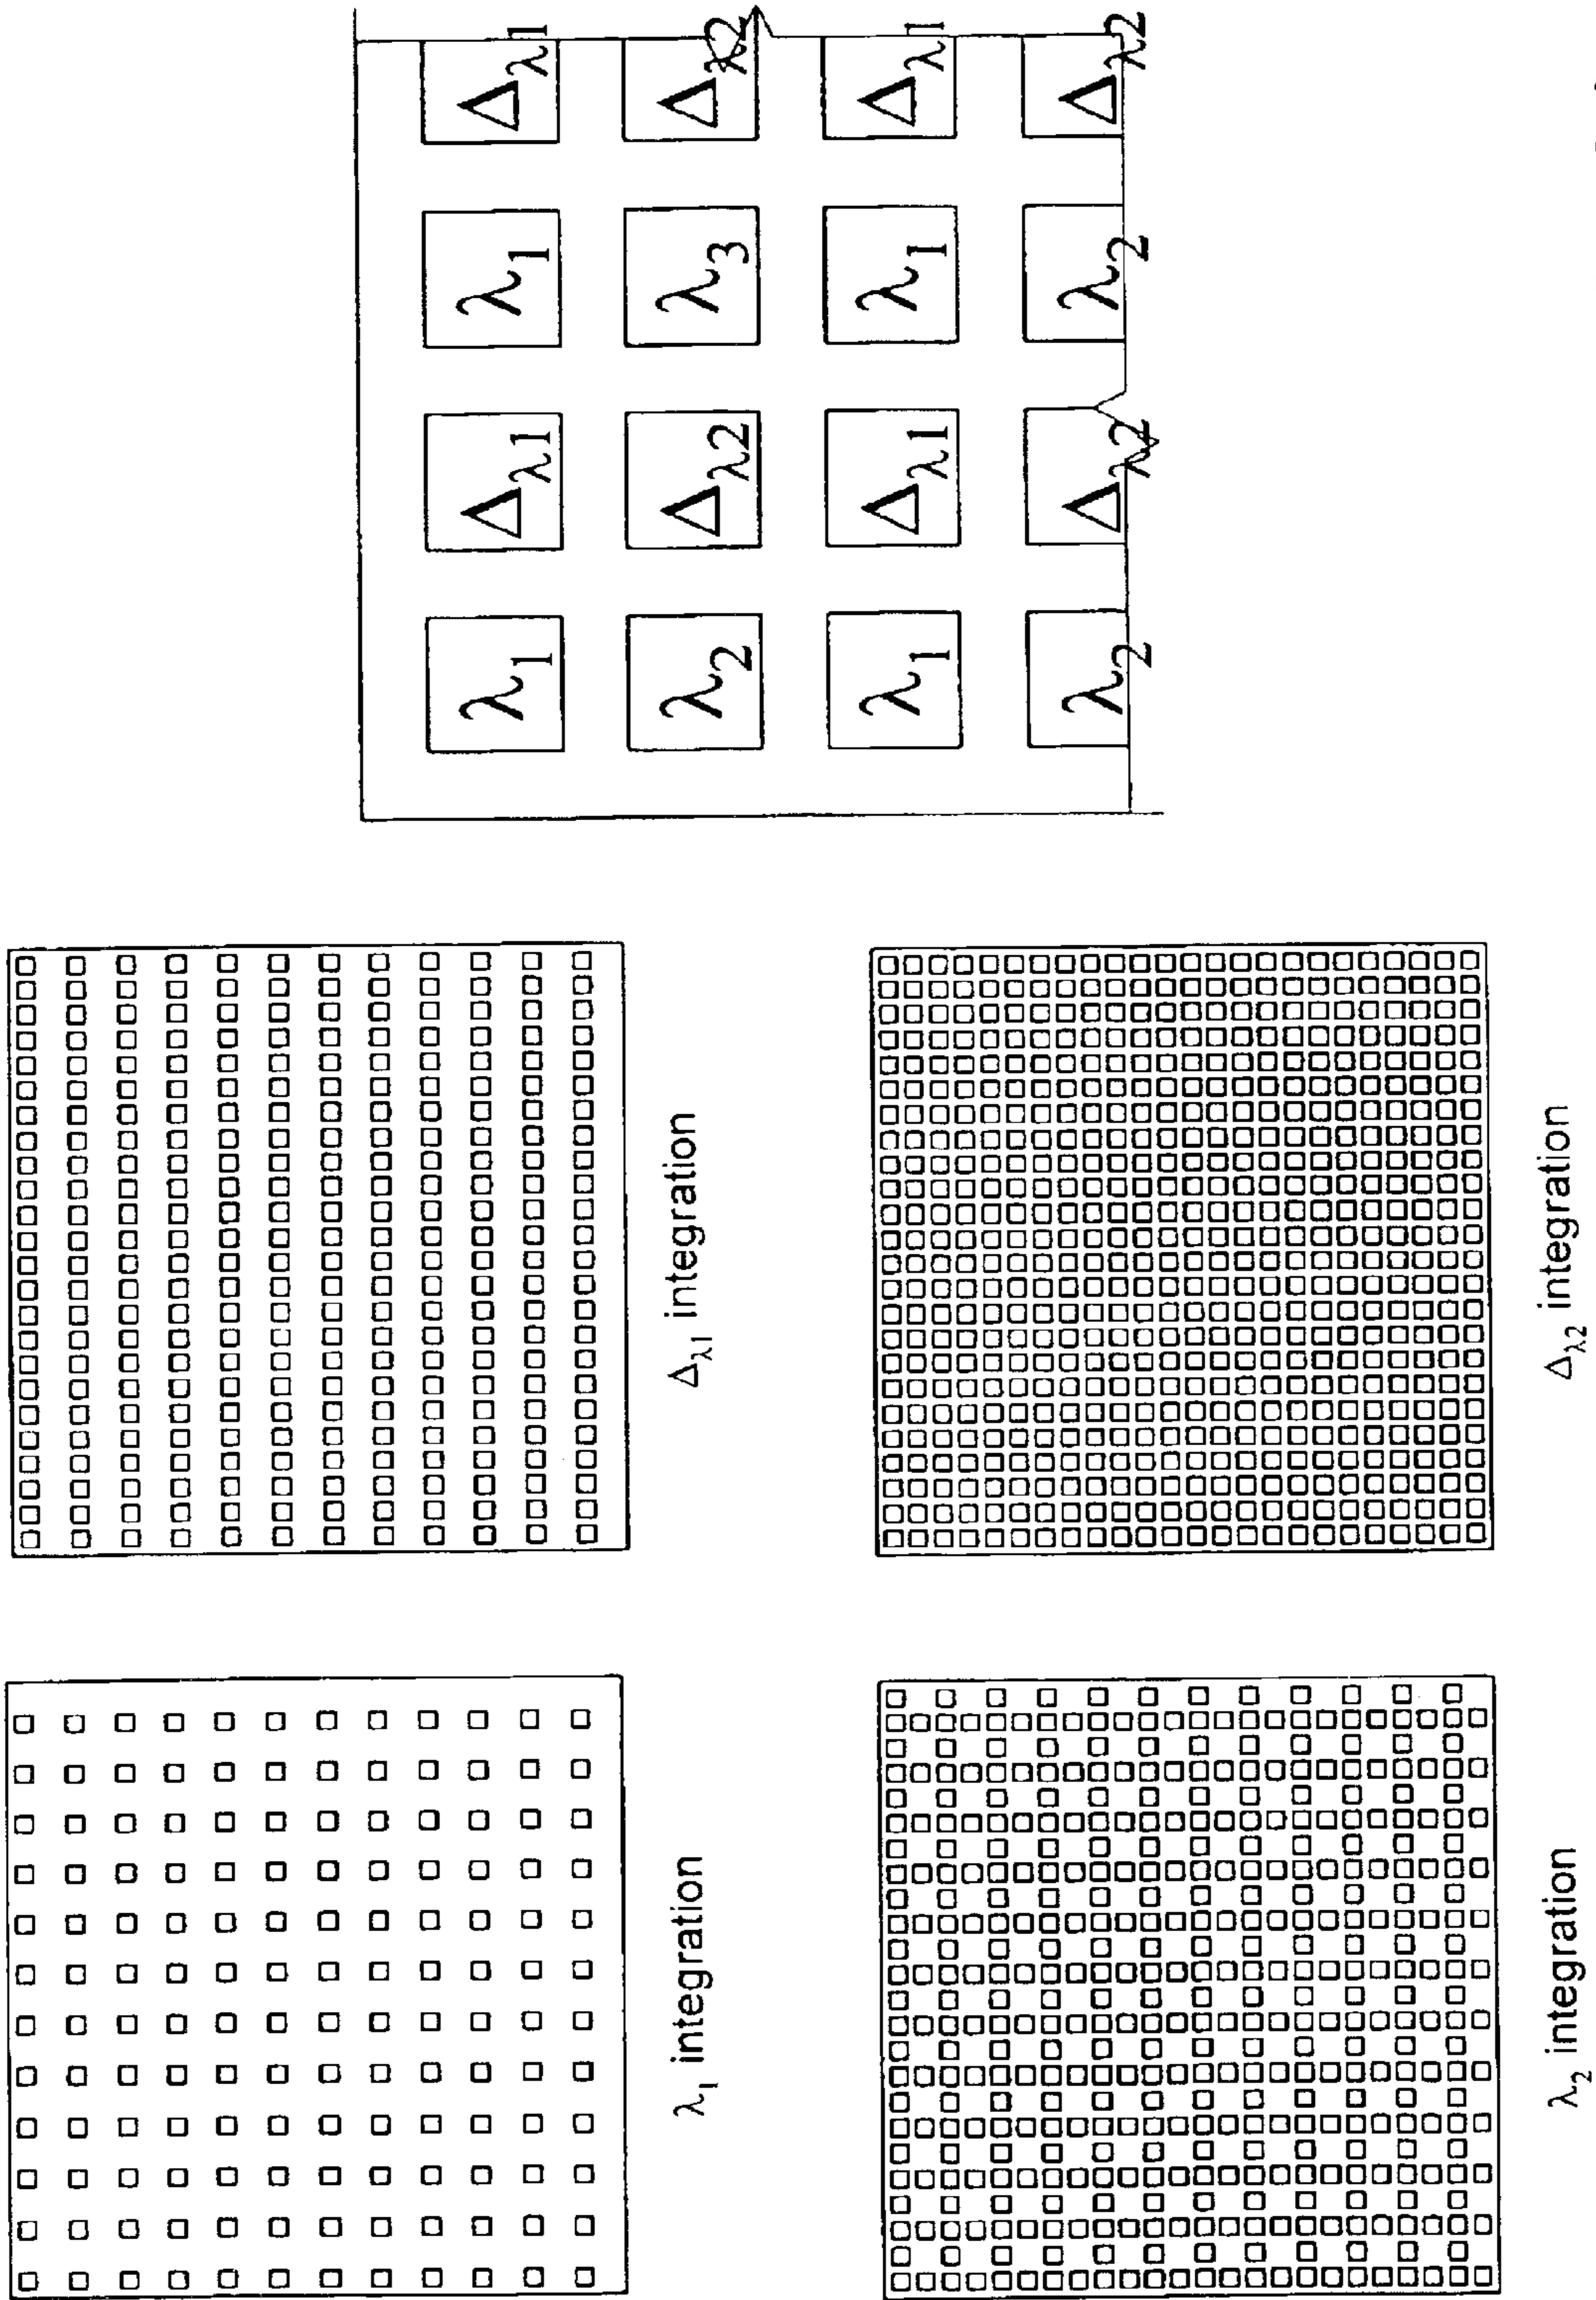 λ₁ integration
Δλ1 integration
λ₂ integration
Δλ2 integration
λ₁ Δλ1 λ₁ Δλ1
λ₂ Δλ2 λ₃ Δλ2
λ₁ Δλ1 λ₁ Δλ1
λ₂ Δλ2 λ₂ Δλ2